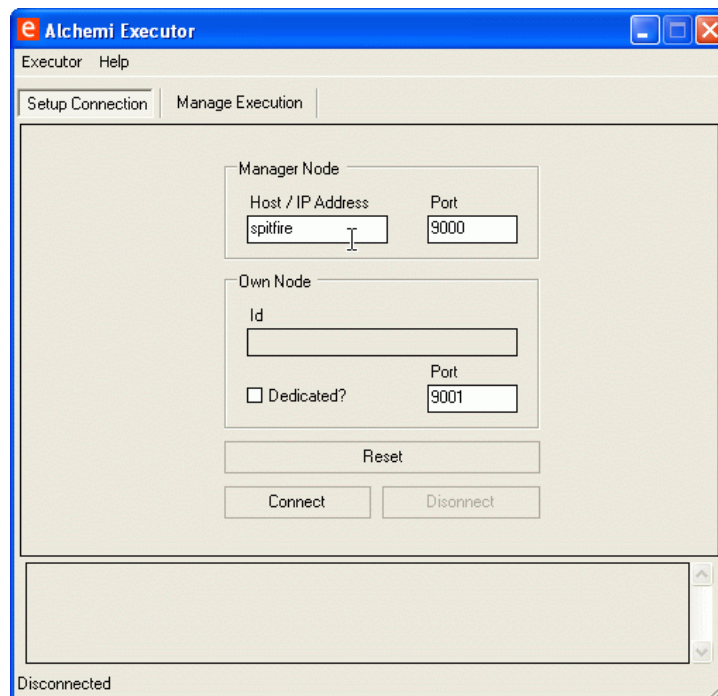 e Alchemi Executor
Executor Help
Setup Connection Manage Execution
Manager Node
Host / IP Address Port
spitfire 9000
Own Node
Id
Port
Dedicated? 9001
Reset
Connect Disonnect
Disconnected